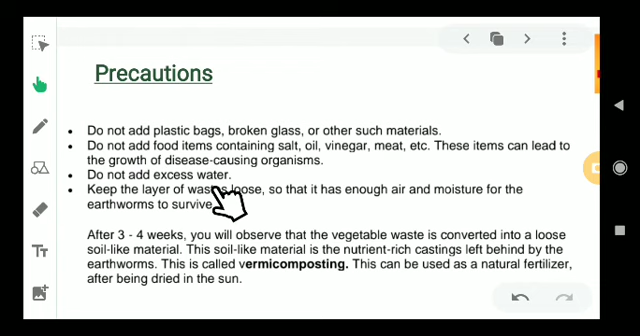 Precautions
Do not add plastic bags, broken glass, or other such materials.
Do not add food items containing salt, oil, vinegar, meat, etc. These items can lead to
the growth of disease-causing organisms.
Do not add excess water.
Keep the layer of wastes loose, so that it has enough air and moisture for the
earthworms to survive.
After 3 - 4 weeks, you will observe that the vegetable waste is converted into a loose
soil-like material. This soil-like material is the nutrient-rich castings left behind by the
earthworms. This is called vermicomposting. This can be used as a natural fertilizer,
after being dried in the sun.
TT